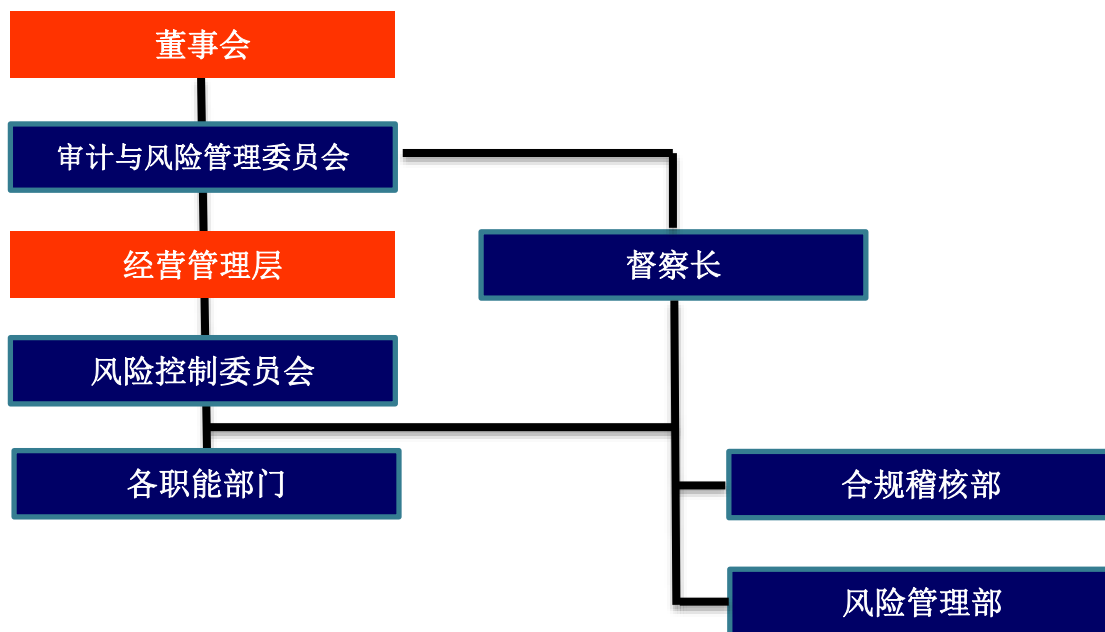 董事会
审计与风险管理委员会
经营管理层
督察长
风险控制委员会
各职能部门
合规稽核部
风险管理部